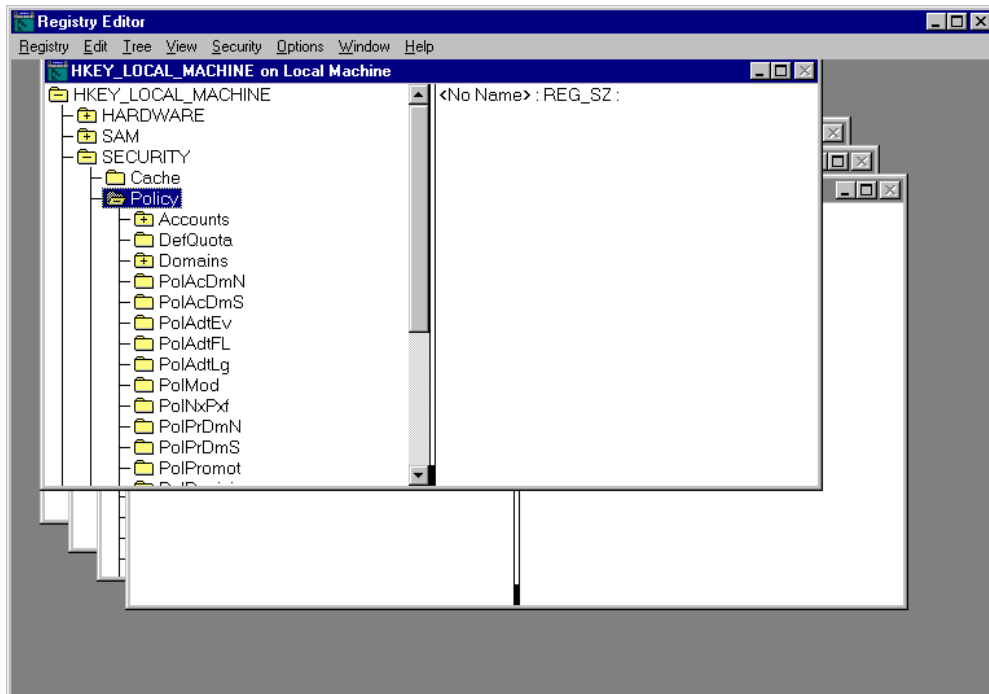 Registry Editor
Registry Edit Tree View Security Options Window Help
HKEY_LOCAL_MACHINE on Local Machine
HKEY_LOCAL_MACHINE
HARDWARE
SAM
SECURITY
Cache
Policy
Accounts
DefQuota
Domains
PolAcDmN
PolAcDmS
PolAdtEv
PolAdtFL
PolAdtLg
PolMod
PolNxPxf
PolPrDmN
PolPrDmS
PolPromot
<No Name> : REG_SZ :